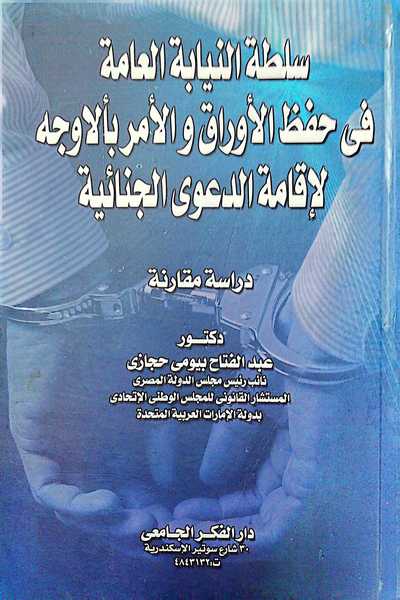 سلطة النيابة العامة
فى حفظ الأوراق والأمر بألاوجه
لإقامة الدعوى الجنائية
دراسة مقارنة
دكتور
عبد الفتاح بيومى حجازى
نائب رئيس مجلس الدولة المصرى
المستشار القانونى للمجلس الوطنى الإتحادى
بدولة الإمارات العربية المتحدة
دار الفكر الجامعى
٣٠ شارع سوتير الإسكندرية
ت: ٤٨٤٣١٣٢